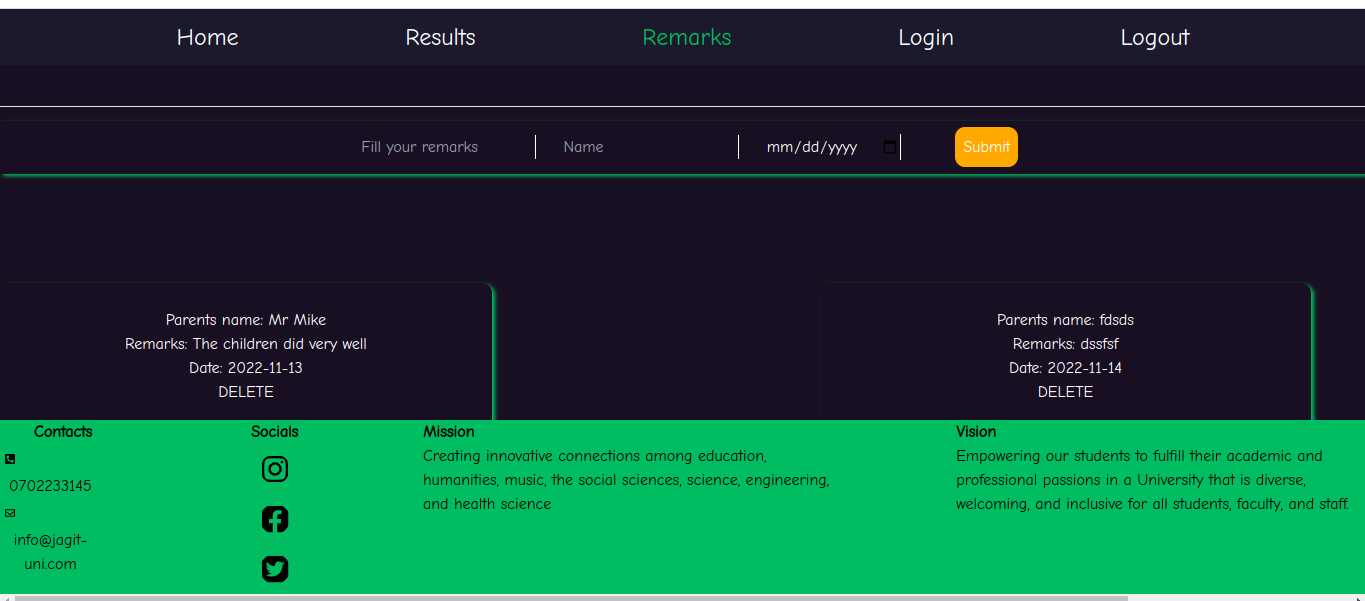 Home Results Remarks Login Logout
Fill your remarks Name mm/dd/yyyy Submit
Parents name: Mr Mike
Remarks: The children did very well
Date: 2022-11-13
DELETE
Parents name: fdsds
Remarks: dssfsf
Date: 2022-11-14
DELETE
Contacts
0702233145
info@jagit-
uni.com
Socials
Mission
Creating innovative connections among education,
humanities, music, the social sciences, science, engineering,
and health science
Vision
Empowering our students to fulfill their academic and
professional passions in a University that is diverse,
welcoming, and inclusive for all students, faculty, and staff.